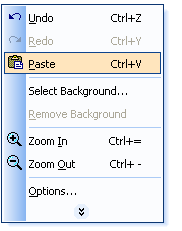 Undo Ctrl+Z
Redo Ctrl+Y
Paste Ctrl+V
Select Background...
Remove Background
Zoom In Ctrl+=
Zoom Out Ctrl+ -
Options...